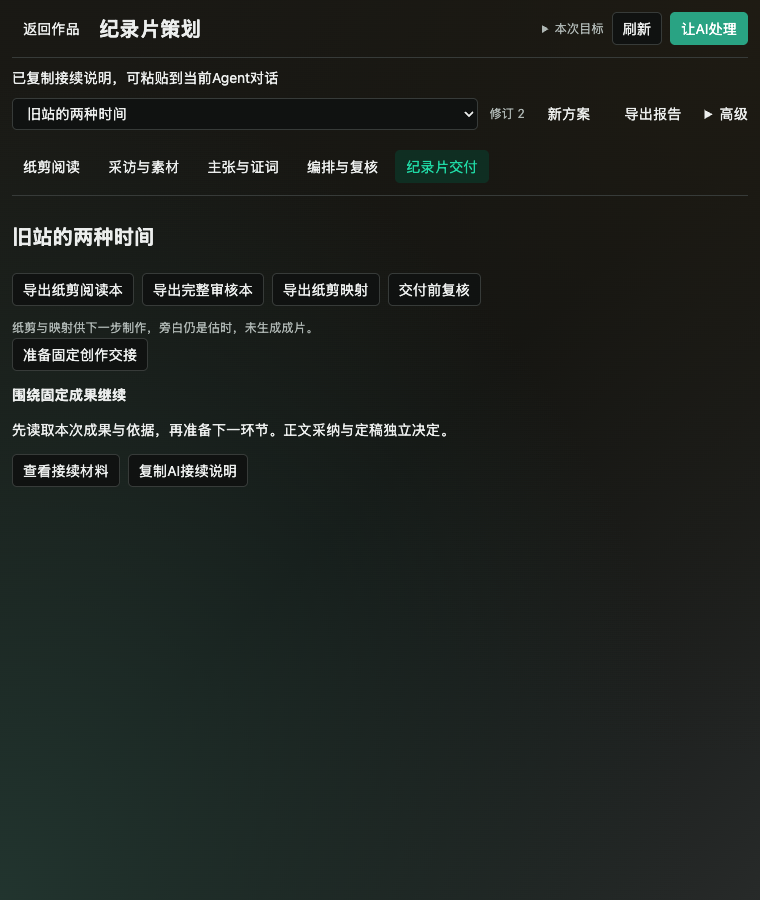 返回作品 纪录片策划 ▶ 本次目标 刷新 让AI处理
已复制接续说明，可粘贴到当前Agent对话
旧站的两种时间 修订 2 新方案 导出报告 ▶ 高级
纸剪阅读 采访与素材 主张与证词 编排与复核 纪录片交付
旧站的两种时间
导出纸剪阅读本 导出完整审核本 导出纸剪映射 交付前复核
纸剪与映射供下一步制作，旁白仍是估时，未生成成片。
准备固定创作交接
围绕固定成果继续
先读取本次成果与依据，再准备下一环节。正文采纳与定稿独立决定。
查看接续材料 复制AI接续说明